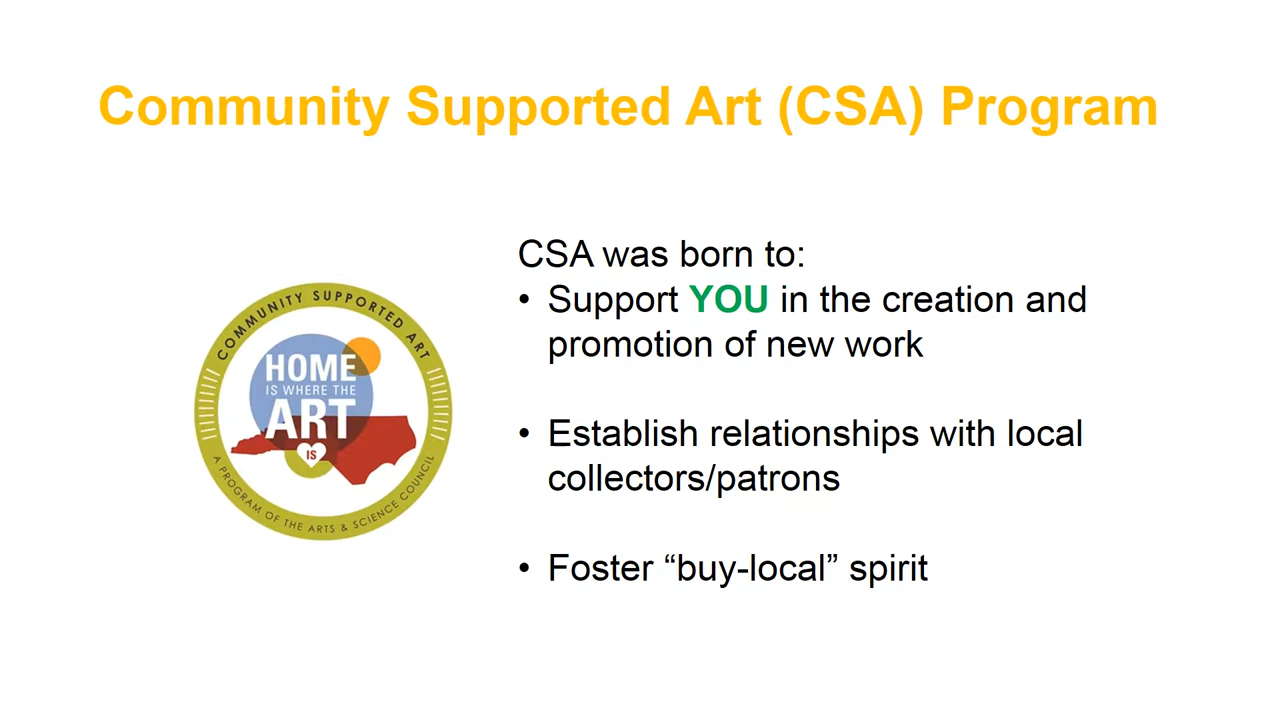 Community Supported Art (CSA) Program
CSA was born to:
• Support YOU in the creation and
promotion of new work
• Establish relationships with local
collectors/patrons
• Foster “buy-local” spirit
COMMUNITY SUPPORTED ART
HOME
IS WHERE THE
ART
IS
A PROGRAM OF THE ARTS & SCIENCE COUNCIL